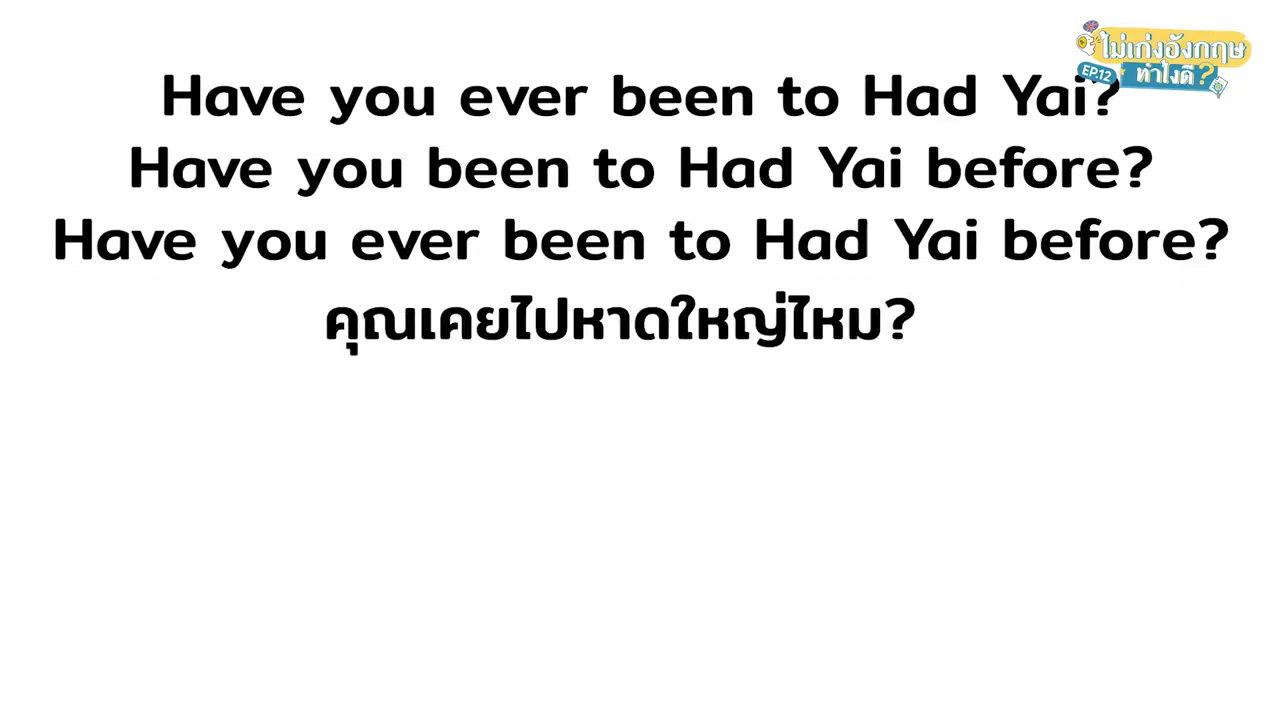 ไม่เก่งอังกฤษ
EP.12 ทำไงดี?
Have you ever been to Had Yai?
Have you been to Had Yai before?
Have you ever been to Had Yai before?
คุณเคยไปหาดใหญ่ไหม?